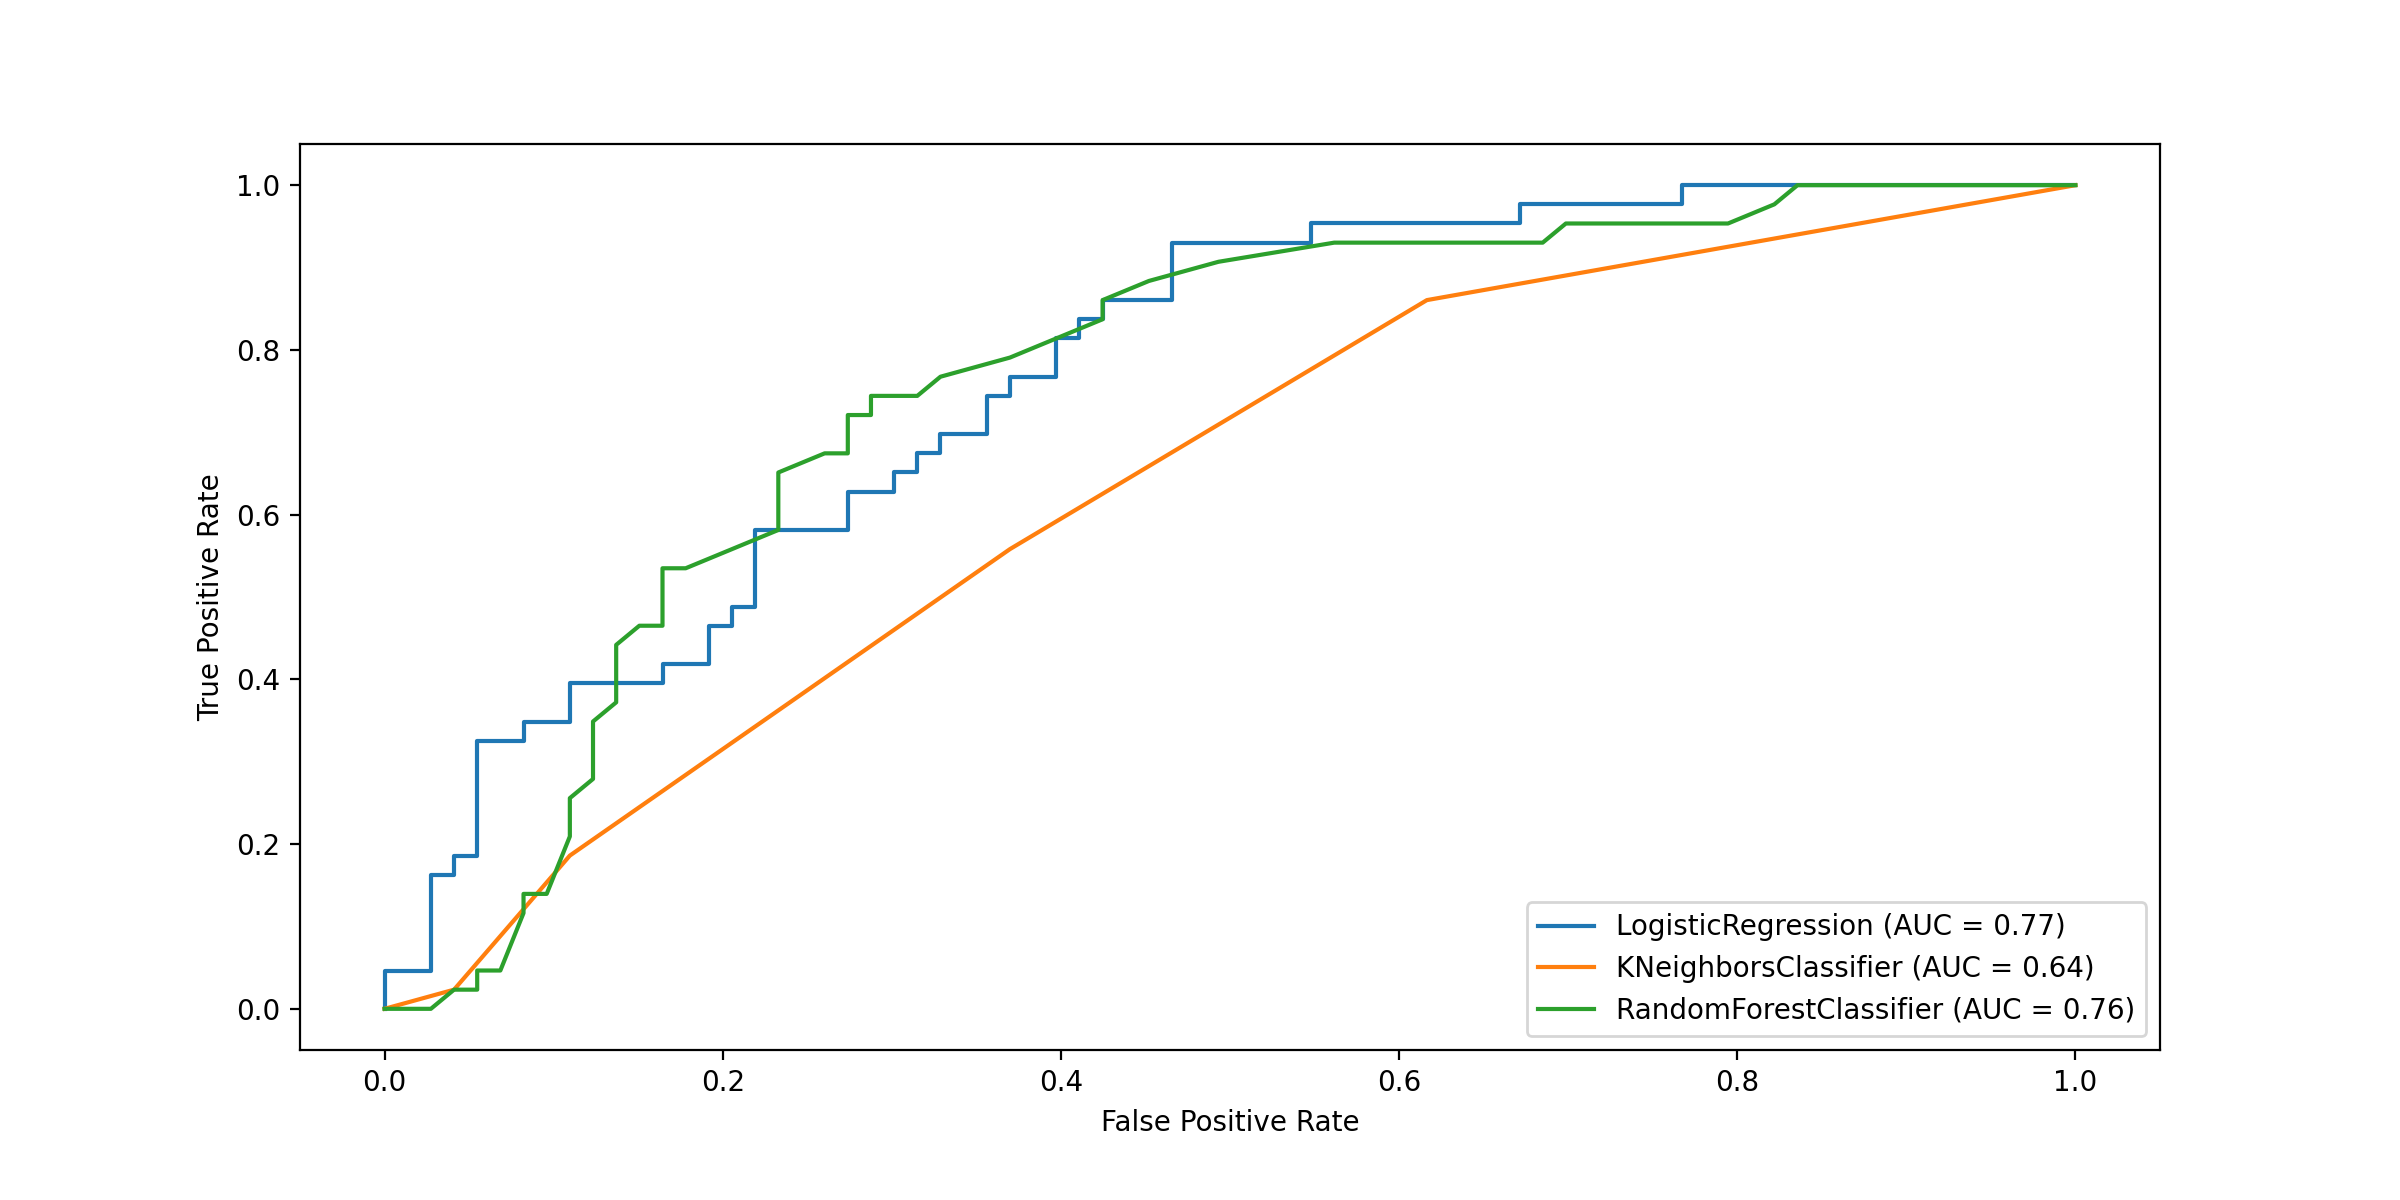 1.0
0.8
0.6
0.4
0.2
0.0
True Positive Rate
LogisticRegression (AUC = 0.77)
KNeighborsClassifier (AUC = 0.64)
RandomForestClassifier (AUC = 0.76)
0.0 0.2 0.4 0.6 0.8 1.0
False Positive Rate